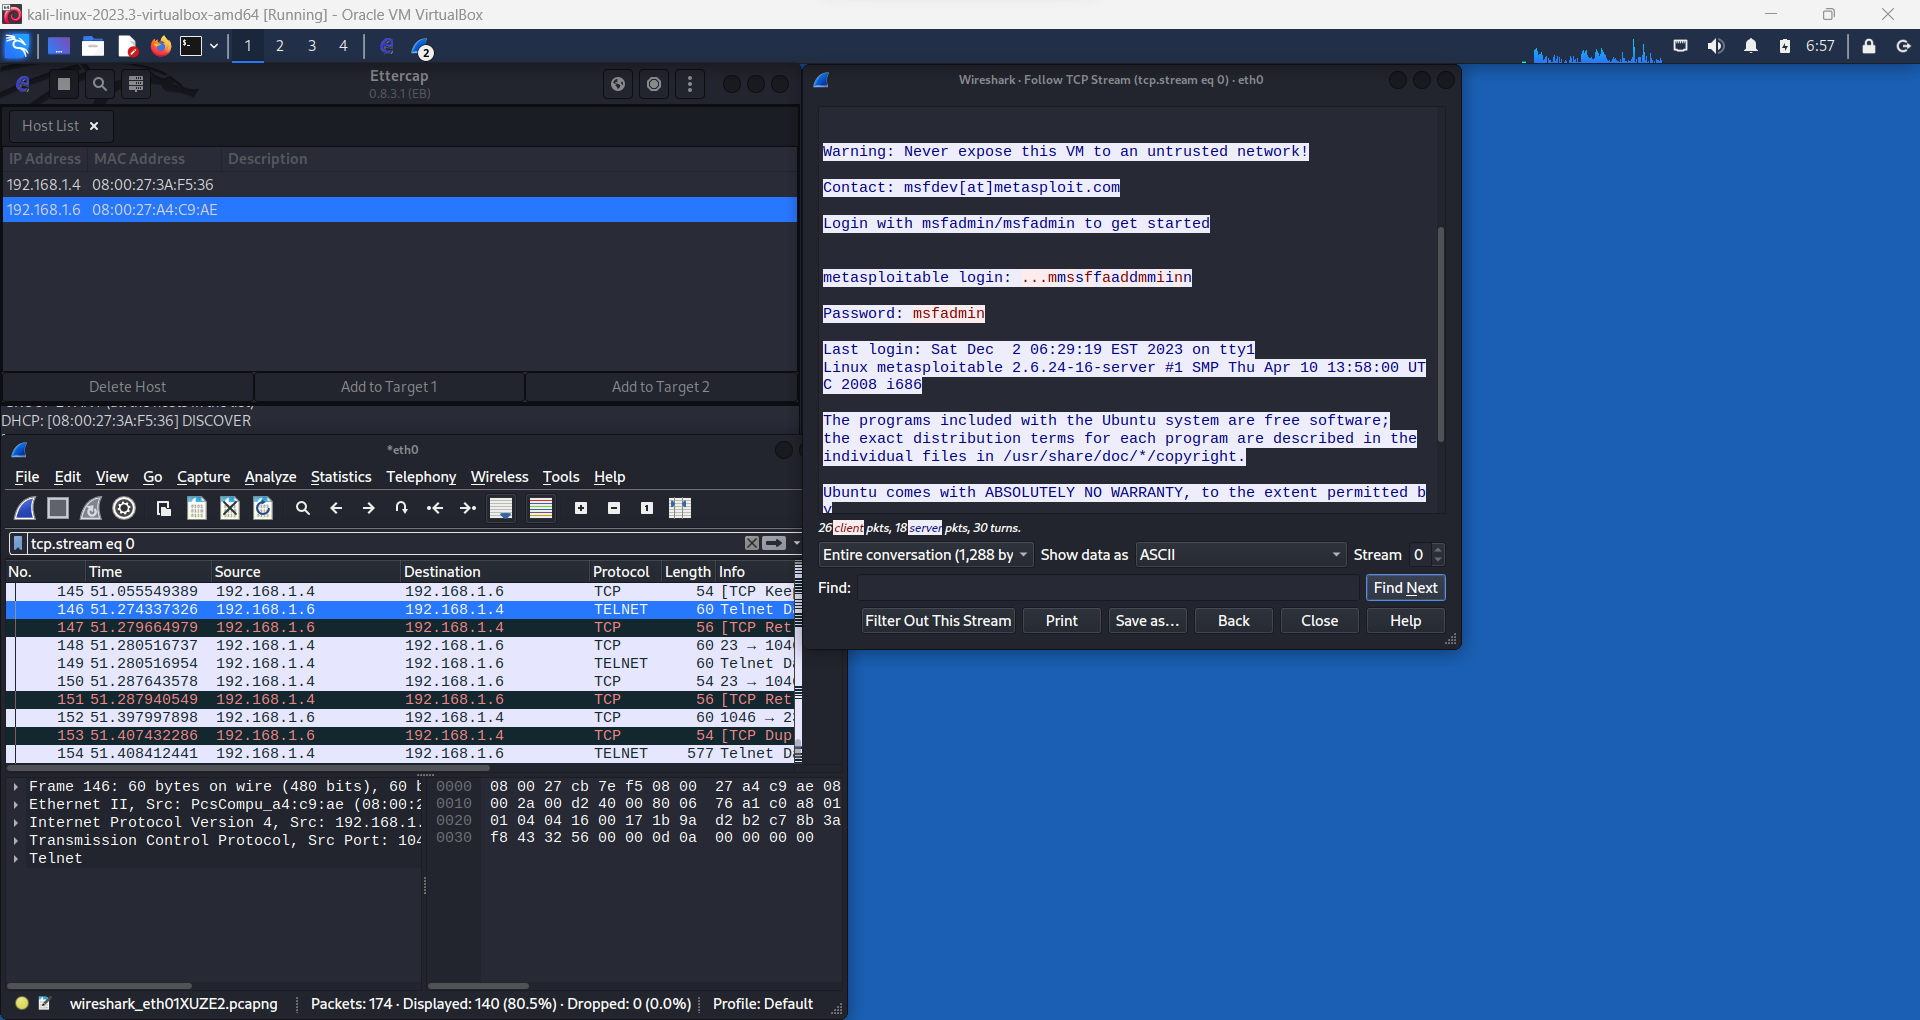 kali-linux-2023.3-virtualbox-amd64 [Running] - Oracle VM VirtualBox
1 2 3 4 2 6:57
Ettercap
0.8.3.1 (EB)
Host List
IP Address MAC Address Description
192.168.1.4 08:00:27:3A:F5:36
192.168.1.6 08:00:27:A4:C9:AE
Delete Host Add to Target 1 Add to Target 2
DHCP: [08:00:27:3A:F5:36] DISCOVER
*eth0
File Edit View Go Capture Analyze Statistics Telephony Wireless Tools Help
tcp.stream eq 0
No. Time Source Destination Protocol Length Info
145 51.055549389 192.168.1.4 192.168.1.6 TCP 54 [TCP Kee
146 51.274337326 192.168.1.6 192.168.1.4 TELNET 60 Telnet D
147 51.279664979 192.168.1.6 192.168.1.4 TCP 56 [TCP Ret
148 51.280516737 192.168.1.4 192.168.1.6 TCP 60 23 → 104
149 51.280516954 192.168.1.4 192.168.1.6 TELNET 60 Telnet Da
150 51.287643578 192.168.1.4 192.168.1.6 TCP 54 23 → 104
151 51.287940549 192.168.1.4 192.168.1.6 TCP 56 [TCP Ret
152 51.397997898 192.168.1.6 192.168.1.4 TCP 60 1046 → 2
153 51.407432286 192.168.1.6 192.168.1.4 TCP 54 [TCP Dup
154 51.408412441 192.168.1.4 192.168.1.6 TELNET 577 Telnet Da
Frame 146: 60 bytes on wire (480 bits), 60 b
Ethernet II, Src: PcsCompu_a4:c9:ae (08:00:2
Internet Protocol Version 4, Src: 192.168.1.
Transmission Control Protocol, Src Port: 104
Telnet
0000 08 00 27 cb 7e f5 08 00 27 a4 c9 ae 08
0010 00 2a 00 d2 40 00 80 06 76 a1 c0 a8 01
0020 01 04 04 16 00 17 1b 9a d2 b2 c7 8b 3a
0030 f8 43 32 56 00 00 0d 0a 00 00 00 00
wireshark_eth01XUZE2.pcapng Packets: 174 · Displayed: 140 (80.5%) · Dropped: 0 (0.0%) Profile: Default
Wireshark · Follow TCP Stream (tcp.stream eq 0) · eth0
Warning: Never expose this VM to an untrusted network!
Contact: msfdev[at]metasploit.com
Login with msfadmin/msfadmin to get started
metasploitable login: ...mmssffaaddmmiinn
Password: msfadmin
Last login: Sat Dec  2 06:29:19 EST 2023 on tty1
Linux metasploitable 2.6.24-16-server #1 SMP Thu Apr 10 13:58:00 UT
C 2008 i686
The programs included with the Ubuntu system are free software;
the exact distribution terms for each program are described in the
individual files in /usr/share/doc/*/copyright.
Ubuntu comes with ABSOLUTELY NO WARRANTY, to the extent permitted b
y
26 client pkts, 18 server pkts, 30 turns.
Entire conversation (1,288 by Show data as ASCII Stream 0
Find: Find Next
Filter Out This Stream Print Save as… Back Close Help